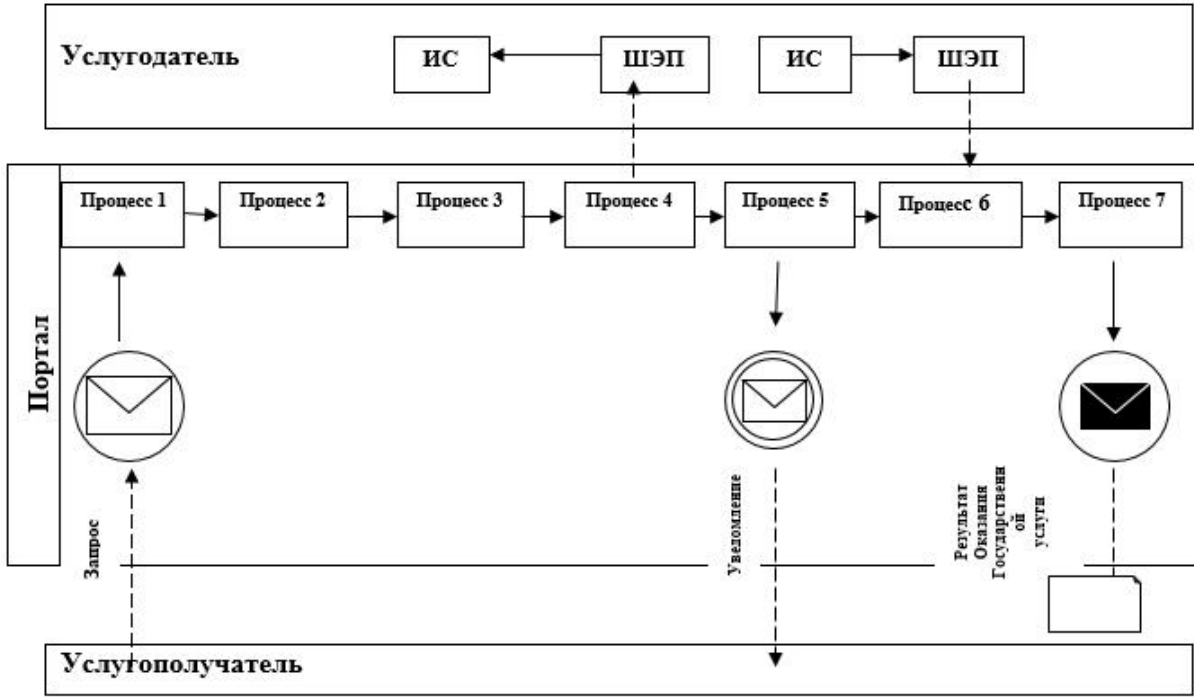 Услугодатель
ИС
ШЭП
ИС
ШЭП
Портал
Процесс 1
Процесс 2
Процесс 3
Процесс 4
Процесс 5
Процесс 6
Процесс 7
Запрос
Уведомление
Результат
Оказания
Государственн
ой
услуги
Услугополучатель